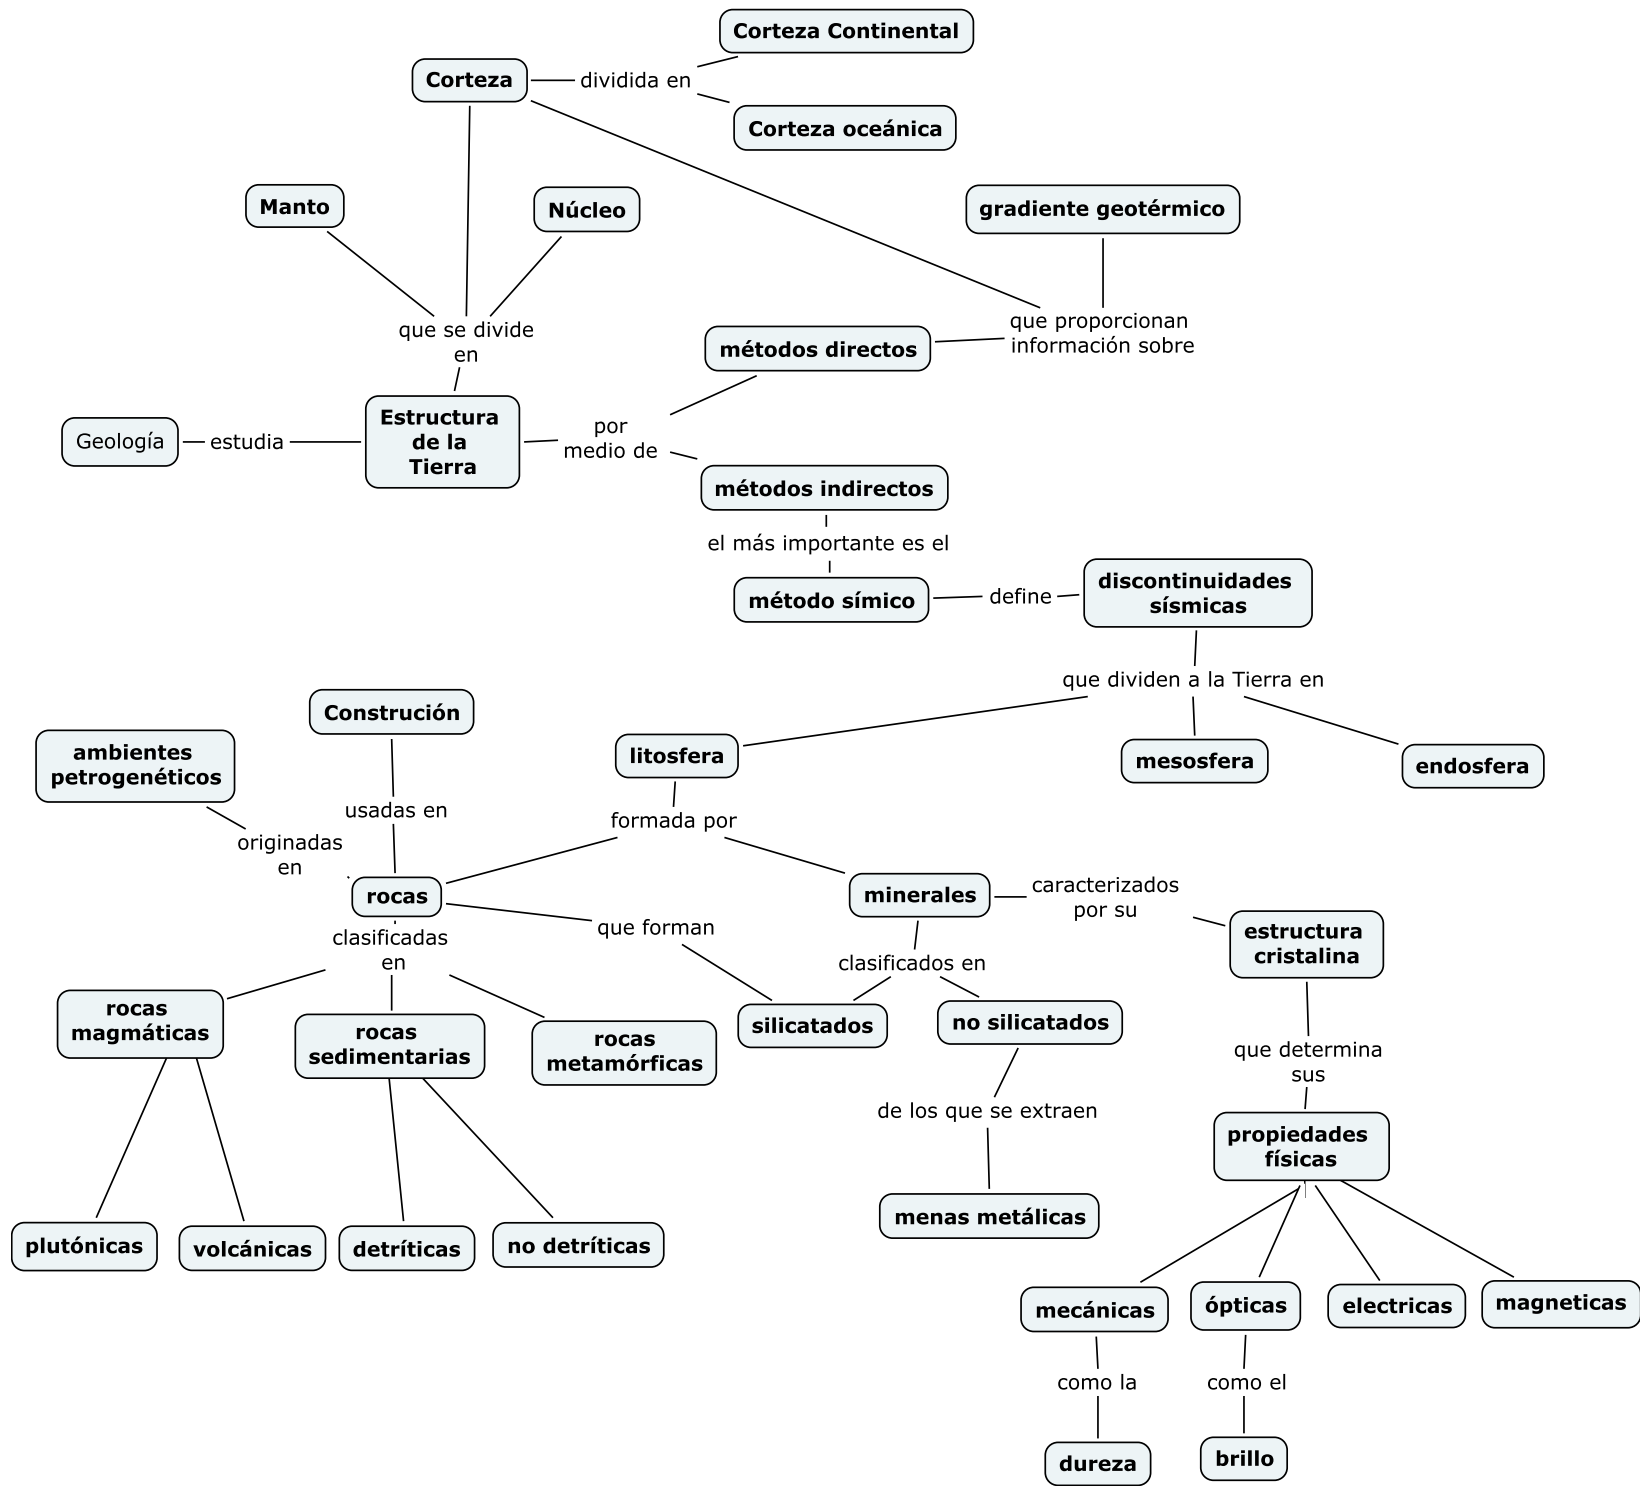 Corteza Continental
Corteza
dividida en
Corteza oceánica
Manto
Núcleo
gradiente geotérmico
que se divide
en
que proporcionan
información sobre
métodos directos
Geología
estudia
Estructura
de la
Tierra
por
medio de
métodos indirectos
el más importante es el
método símico
define
discontinuidades
sísmicas
que dividen a la Tierra en
Construción
ambientes
petrogenéticos
litosfera
mesosfera
endosfera
usadas en
formada por
originadas
en
rocas
minerales
caracterizados
por su
que forman
clasificadas
en
clasificados en
estructura
cristalina
rocas
magmáticas
rocas
sedimentarias
rocas
metamórficas
silicatados
no silicatados
que determina
sus
de los que se extraen
propiedades
físicas
menas metálicas
plutónicas
volcánicas
detríticas
no detríticas
mecánicas
ópticas
electricas
magneticas
como la
como el
dureza
brillo